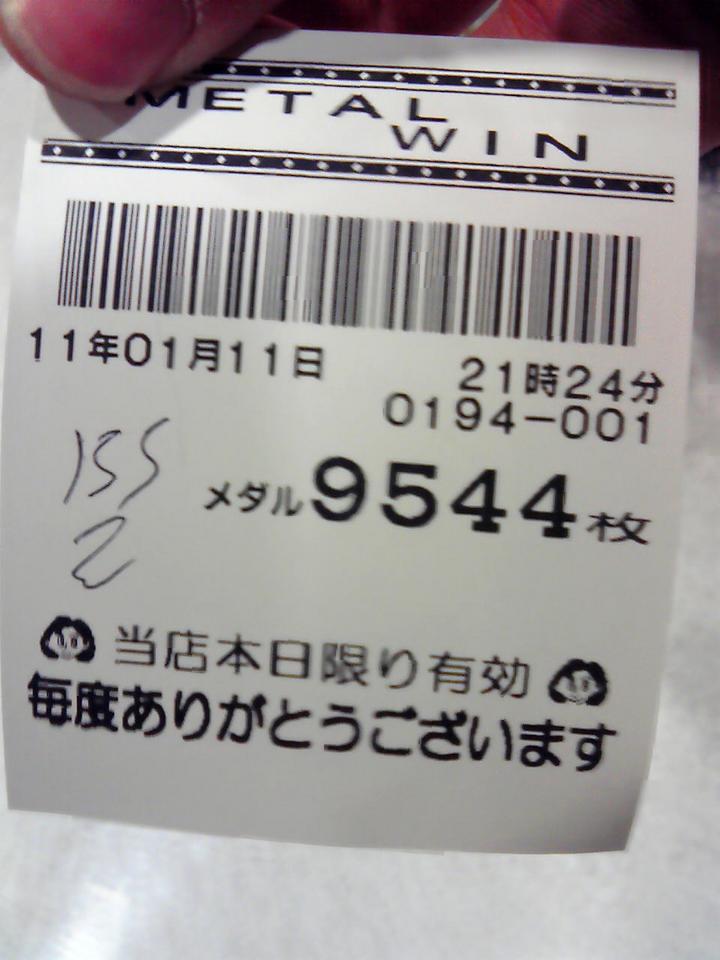 METAL
WIN
11年01月11日 21時24分
0194-001
155
メダル9544枚
2
当店本日限り有効
毎度ありがとうございます